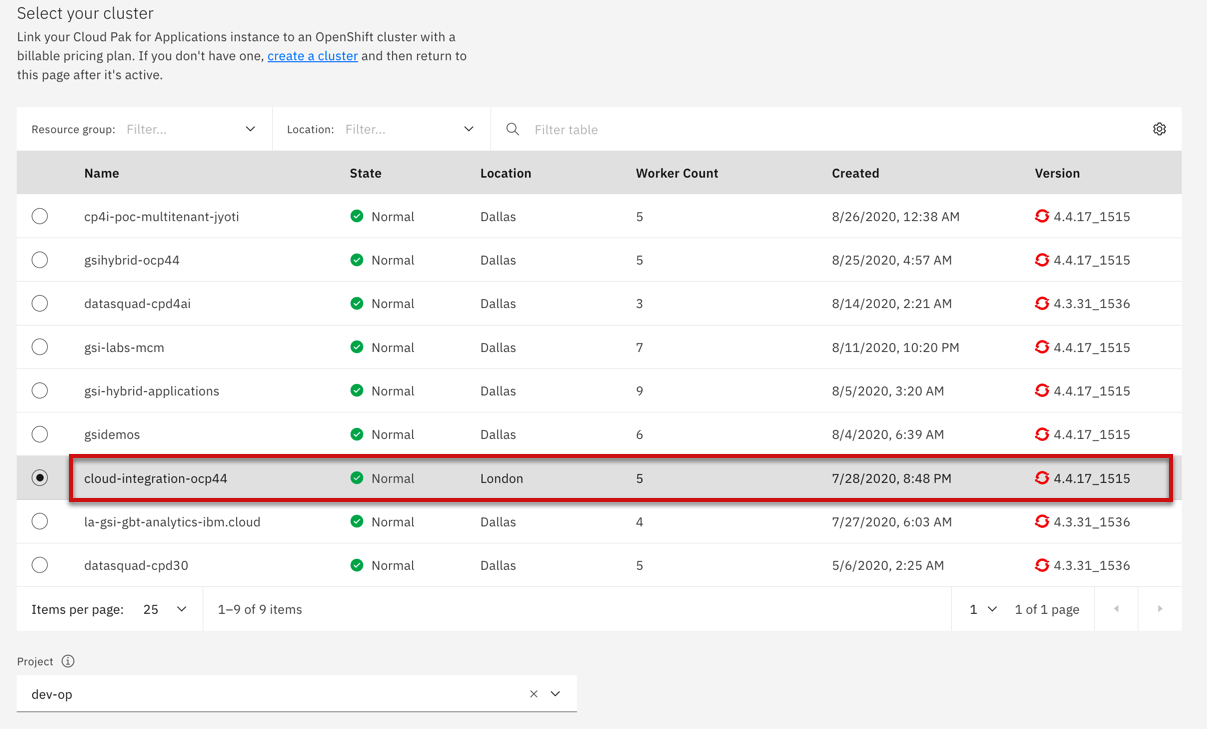 Select your cluster
Link your Cloud Pak for Applications instance to an OpenShift cluster with a
billable pricing plan. If you don't have one, create a cluster and then return to
this page after it's active.
Resource group: Filter... Location: Filter... Filter table
Name State Location Worker Count Created Version
cp4i-poc-multitenant-jyoti Normal Dallas 5 8/26/2020, 12:38 AM 4.4.17_1515
gsihybrid-ocp44 Normal Dallas 5 8/25/2020, 4:57 AM 4.4.17_1515
datasquad-cpd4ai Normal Dallas 3 8/14/2020, 2:21 AM 4.3.31_1536
gsi-labs-mcm Normal Dallas 7 8/11/2020, 10:20 PM 4.4.17_1515
gsi-hybrid-applications Normal Dallas 9 8/5/2020, 3:20 AM 4.4.17_1515
gsidemos Normal Dallas 6 8/4/2020, 6:39 AM 4.4.17_1515
cloud-integration-ocp44 Normal London 5 7/28/2020, 8:48 PM 4.4.17_1515
la-gsi-gbt-analytics-ibm.cloud Normal Dallas 4 7/27/2020, 6:03 AM 4.3.31_1536
datasquad-cpd30 Normal Dallas 5 5/6/2020, 2:25 AM 4.3.31_1536
Items per page: 25 1–9 of 9 items 1 1 of 1 page
Project
dev-op